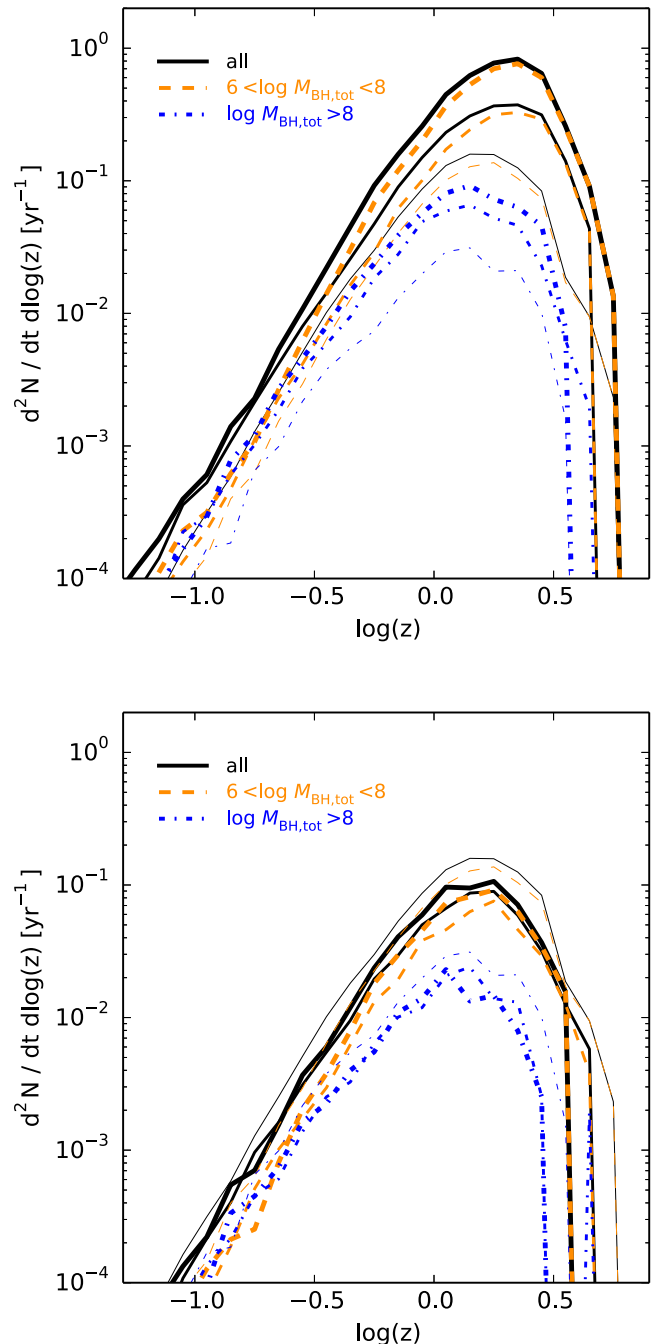 10⁰
10⁻¹
10⁻²
10⁻³
10⁻⁴
d² N / dt dlog(z) [yr⁻¹]
all
6 < log M_BH,tot < 8
log M_BH,tot > 8
−1.0 −0.5 0.0 0.5
log(z)
10⁰
10⁻¹
10⁻²
10⁻³
10⁻⁴
d² N / dt dlog(z) [yr⁻¹]
all
6 < log M_BH,tot < 8
log M_BH,tot > 8
−1.0 −0.5 0.0 0.5
log(z)